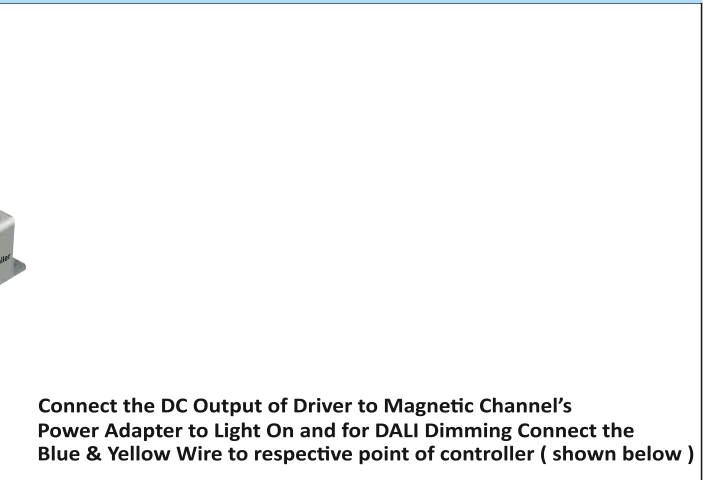 Connect the DC Output of Driver to Magnetic Channel’s
Power Adapter to Light On and for DALI Dimming Connect the
Blue & Yellow Wire to respective point of controller ( shown below )